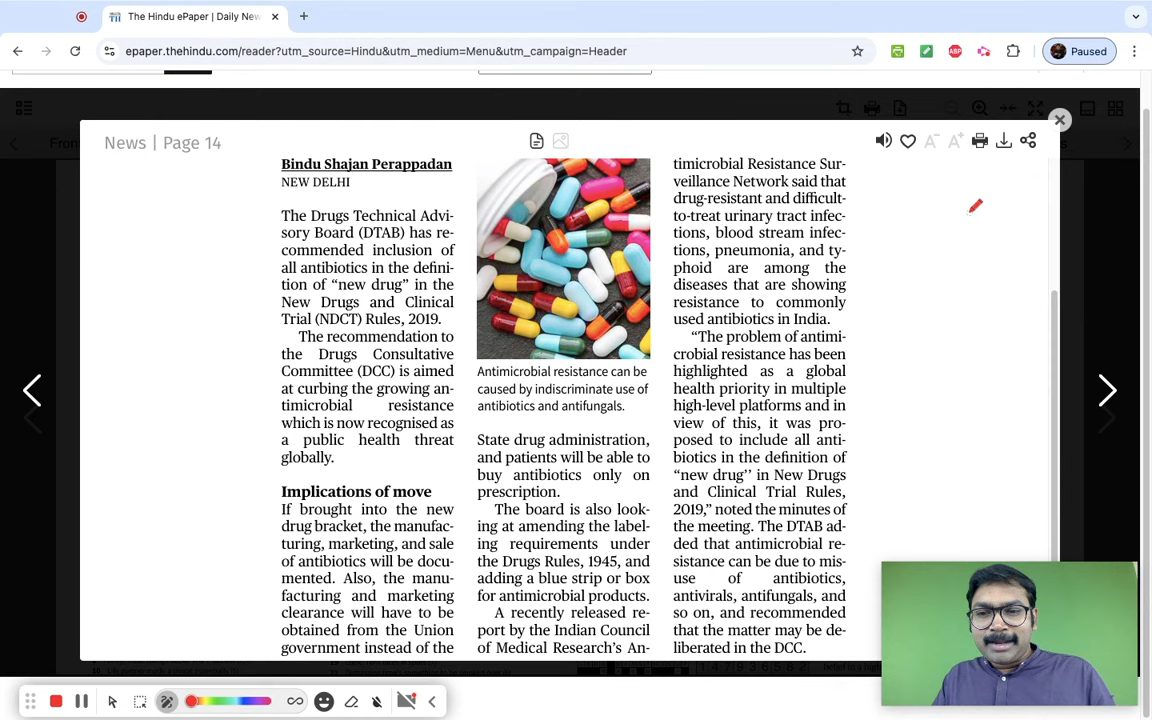 The Hindu ePaper | Daily New
epaper.thehindu.com/reader?utm_source=Hindu&utm_medium=Menu&utm_campaign=Header
ABP
Paused
News | Page 14
A-
A+
Bindu Shajan Perappadan
NEW DELHI
The Drugs Technical Advi-
sory Board (DTAB) has re-
commended inclusion of
all antibiotics in the defini-
tion of “new drug” in the
New Drugs and Clinical
Trial (NDCT) Rules, 2019.
The recommendation to
the Drugs Consultative
Committee (DCC) is aimed
at curbing the growing an-
timicrobial resistance
which is now recognised as
a public health threat
globally.
Implications of move
If brought into the new
drug bracket, the manufac-
turing, marketing, and sale
of antibiotics will be docu-
mented. Also, the manu-
facturing and marketing
clearance will have to be
obtained from the Union
government instead of the
Antimicrobial resistance can be
caused by indiscriminate use of
antibiotics and antifungals.
State drug administration,
and patients will be able to
buy antibiotics only on
prescription.
The board is also look-
ing at amending the label-
ling requirements under
the Drugs Rules, 1945, and
adding a blue strip or box
for antimicrobial products.
A recently released re-
port by the Indian Council
of Medical Research’s An-
timicrobial Resistance Sur-
veillance Network said that
drug-resistant and difficult-
to-treat urinary tract infec-
tions, blood stream infec-
tions, pneumonia, and ty-
phoid are among the
diseases that are showing
resistance to commonly
used antibiotics in India.
“The problem of antimi-
crobial resistance has been
highlighted as a global
health priority in multiple
high-level platforms and in
view of this, it was pro-
posed to include all anti-
biotics in the definition of
“new drug’’ in New Drugs
and Clinical Trial Rules,
2019,” noted the minutes of
the meeting. The DTAB ad-
ded that antimicrobial re-
sistance can be due to mis-
use of antibiotics,
antivirals, antifungals, and
so on, and recommended
that the matter may be de-
liberated in the DCC.